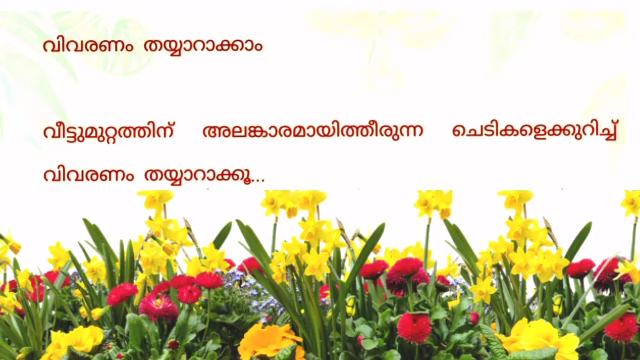 വിവരണം തയ്യാറാക്കാം
വീട്ടുമുറ്റത്തിന് അലങ്കാരമായിത്തീരുന്ന ചെടികളെക്കുറിച്ച്
വിവരണം തയ്യാറാക്കൂ...